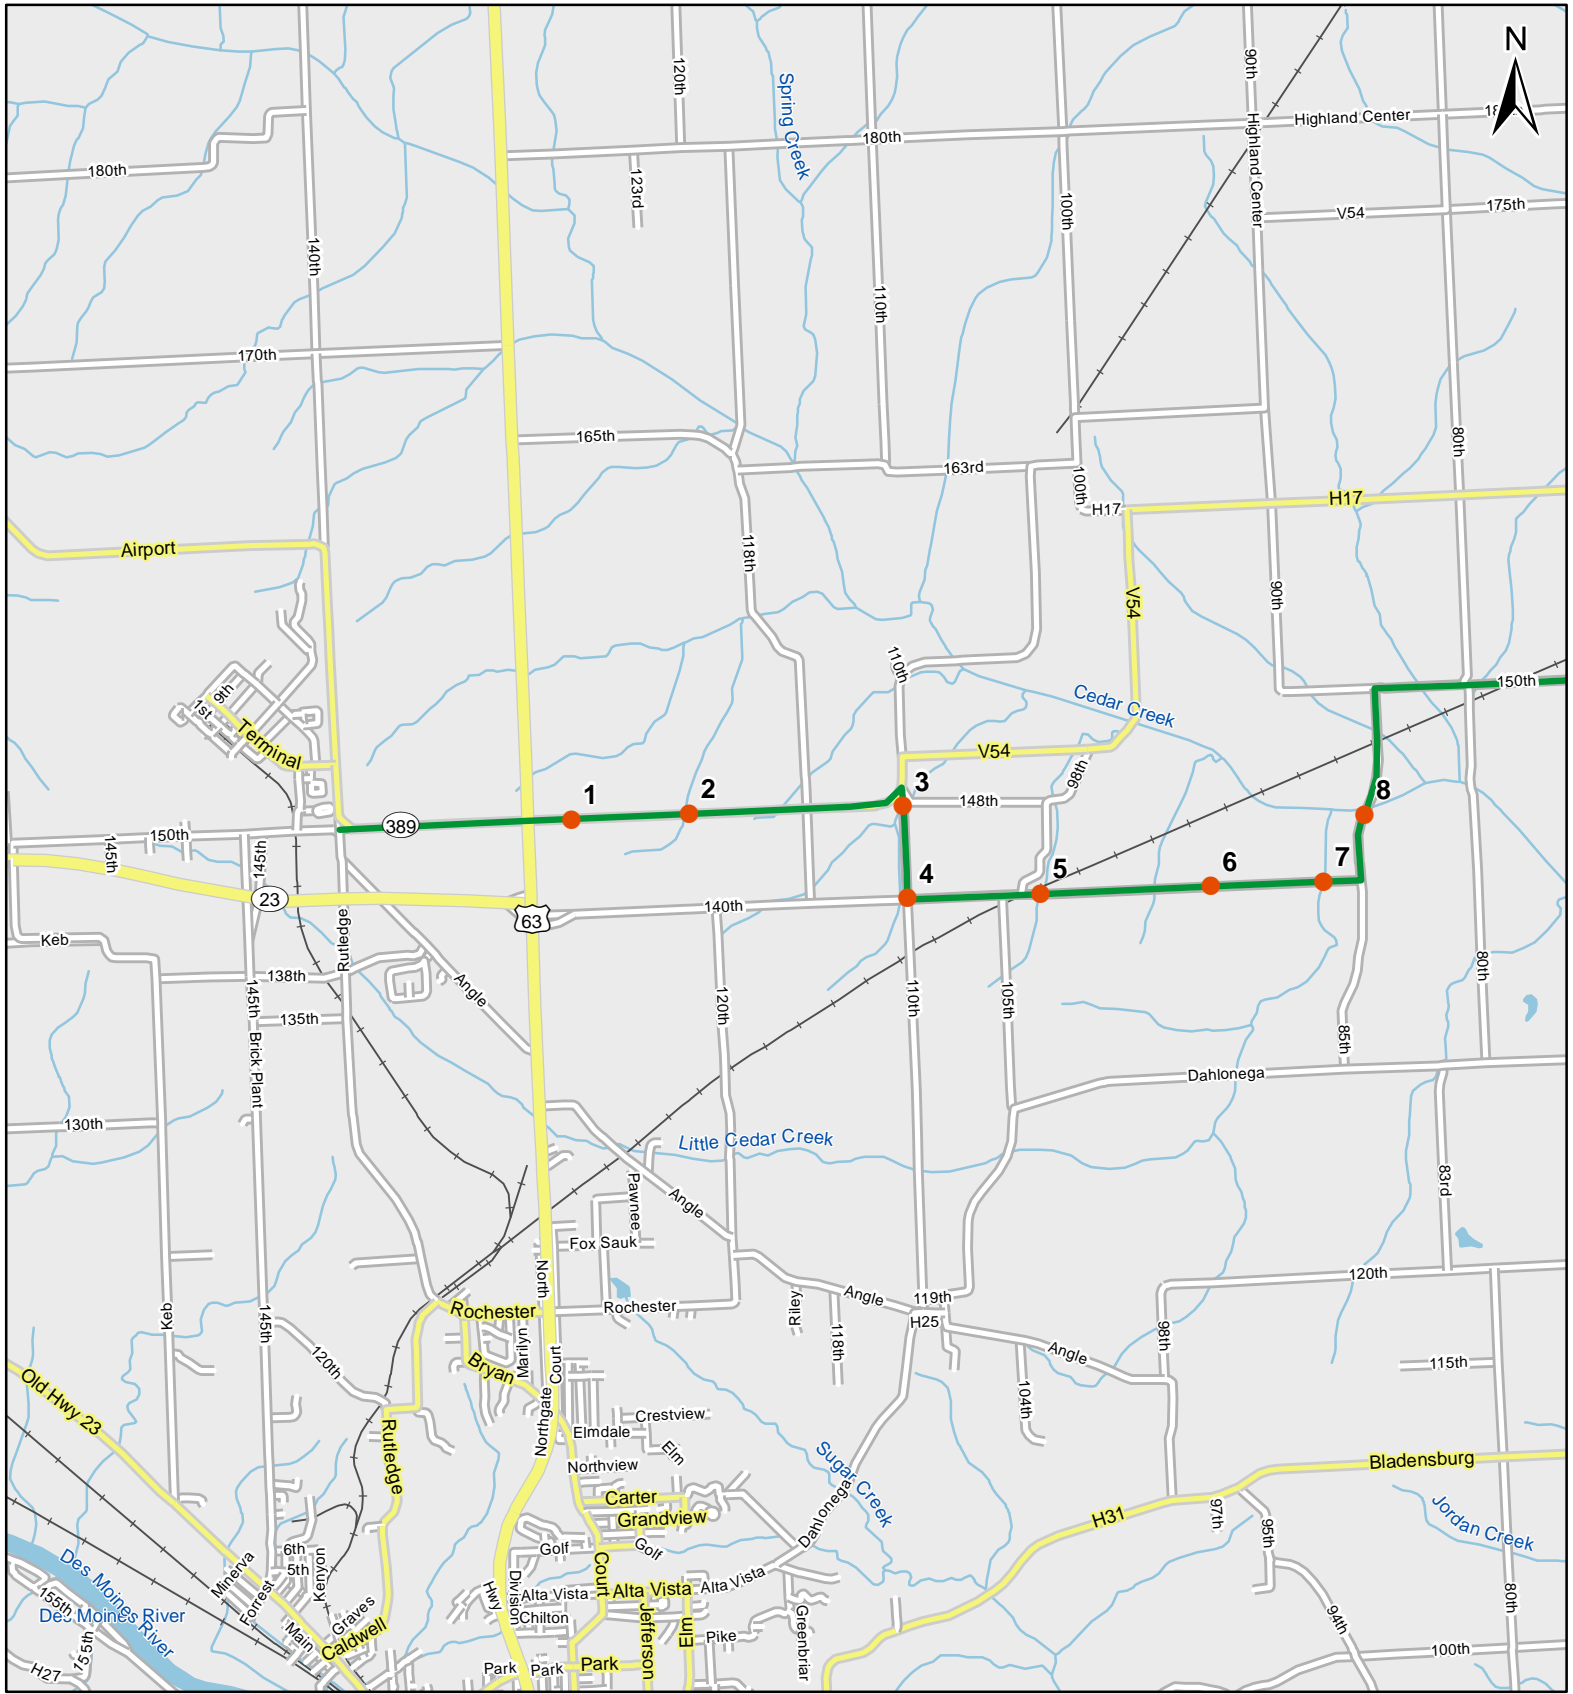 N
120th
90th
Spring Creek
Highland Center
180th
180th
123rd
Highland Center
100th
V54
175th
140th
110th
170th
165th
163rd
80th
100th
H17
H17
Airport
118th
90th
V54
110th
9th
1st
Cedar Creek
150th
Terminal
V54
98th
3
148th
1
2
8
389
150th
145th
145th
4
5
6
7
23
63
140th
Rutledge
Keb
138th
Angle
145th
120th
110th
105th
80th
135th
85th
Brick Plant
Dahlonega
130th
Little Cedar Creek
Pawnee
Angle
83rd
Fox Sauk
North
120th
Rochester
Rochester
Riley
Angle
119th
H25
Keb
145th
Marilyn
118th
98th
120th
Bryan
Court
Angle
115th
Old Hwy 23
104th
Crestview
Northgate
Elmdale
Elm
Rutledge
Northview
Sugar Creek
Bladensburg
Carter
Grandview
Dahlonega
H31
97th
95th
Jordan Creek
6th
5th
Kenyon
Golf
Golf
Minerva
Forrest
Des Moines River
Court
Division
Alta Vista
Alta Vista
Alta Vista
Hwy
155th
Des Moines River
Graves
Chilton
Jefferson
Elm
Greenbriar
94th
80th
Main
Caldwell
Pike
155th
H27
Park
Park
Park
100th